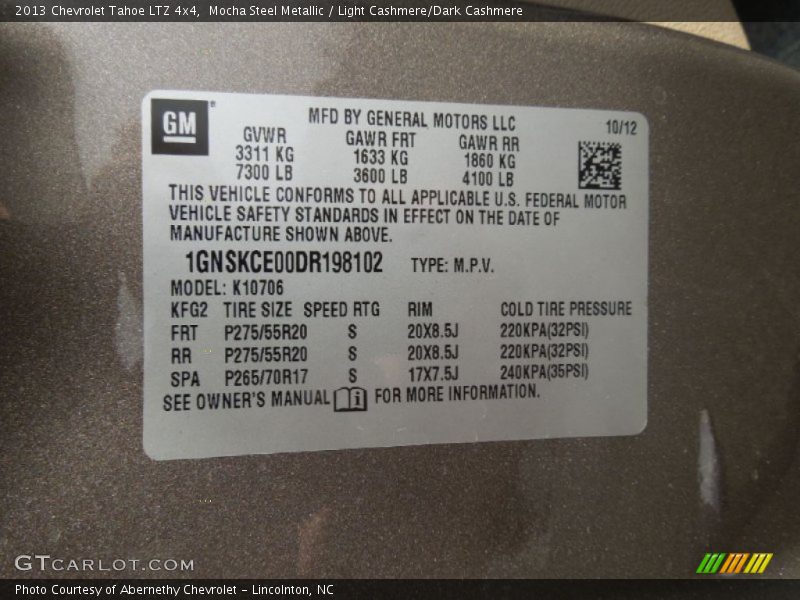 2013 Chevrolet Tahoe LTZ 4x4, Mocha Steel Metallic / Light Cashmere/Dark Cashmere
GM
MFD BY GENERAL MOTORS LLC 10/12
GVWR GAWR FRT GAWR RR
3311 KG 1633 KG 1860 KG
7300 LB 3600 LB 4100 LB
THIS VEHICLE CONFORMS TO ALL APPLICABLE U.S. FEDERAL MOTOR
VEHICLE SAFETY STANDARDS IN EFFECT ON THE DATE OF
MANUFACTURE SHOWN ABOVE.
1GNSKCE00DR198102 TYPE: M.P.V.
MODEL: K10706
KFG2 TIRE SIZE SPEED RTG RIM COLD TIRE PRESSURE
FRT P275/55R20 S 20X8.5J 220KPA(32PSI)
RR P275/55R20 S 20X8.5J 220KPA(32PSI)
SPA P265/70R17 S 17X7.5J 240KPA(35PSI)
SEE OWNER'S MANUAL i FOR MORE INFORMATION.
GTCARLOT.COM
Photo Courtesy of Abernethy Chevrolet - Lincolnton, NC